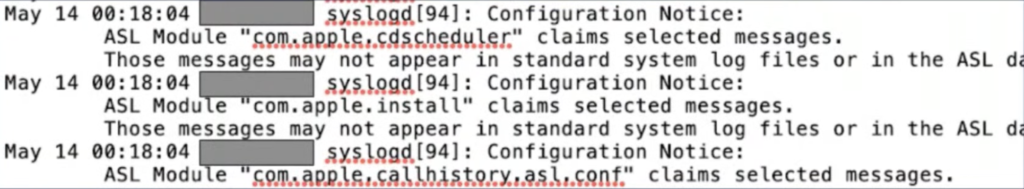 May 14 00:18:04 syslogd[94]: Configuration Notice:
ASL Module "com.apple.cdscheduler" claims selected messages.
Those messages may not appear in standard system log files or in the ASL da
May 14 00:18:04 syslogd[94]: Configuration Notice:
ASL Module "com.apple.install" claims selected messages.
Those messages may not appear in standard system log files or in the ASL da
May 14 00:18:04 syslogd[94]: Configuration Notice:
ASL Module "com.apple.callhistory.asl.conf" claims selected messages.